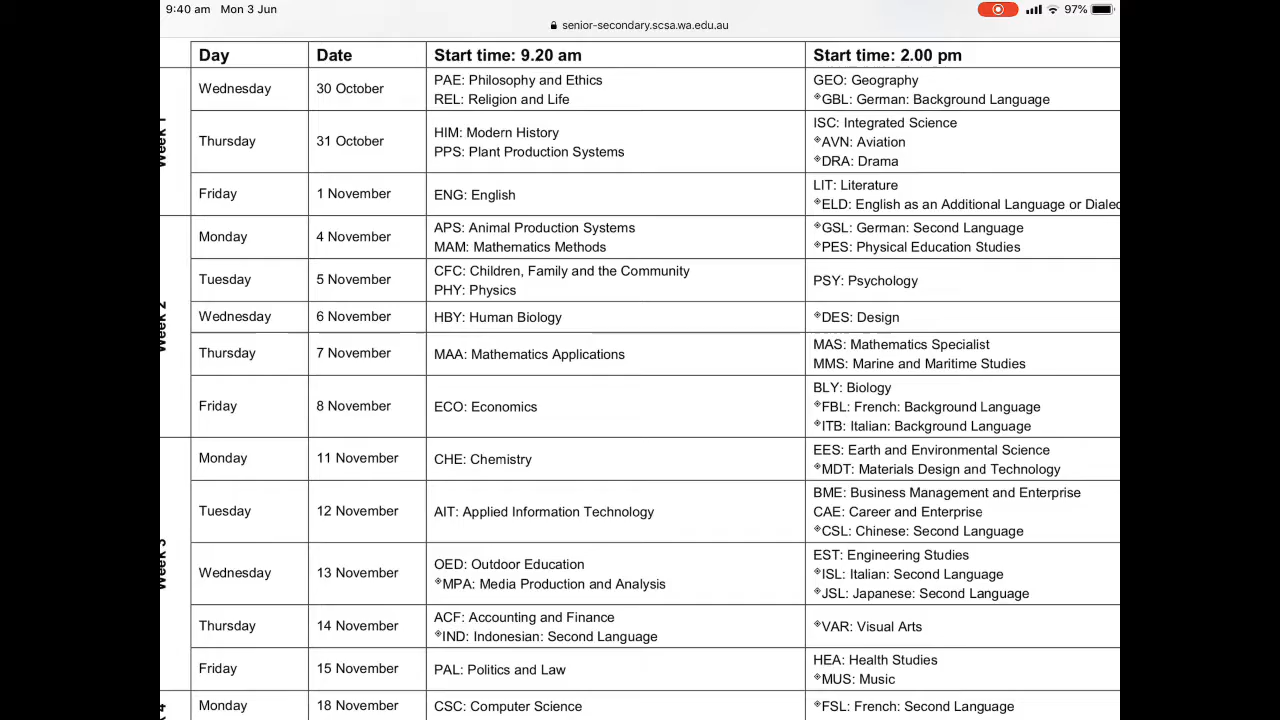 9:40 am Mon 3 Jun
97%
senior-secondary.scsa.wa.edu.au
Day Date Start time: 9.20 am Start time: 2.00 pm
Week 1
Wednesday 30 October
PAE: Philosophy and Ethics
REL: Religion and Life
GEO: Geography
※GBL: German: Background Language
Thursday 31 October
HIM: Modern History
PPS: Plant Production Systems
ISC: Integrated Science
※AVN: Aviation
※DRA: Drama
Friday 1 November
ENG: English
LIT: Literature
※ELD: English as an Additional Language or Dialec
Week 2
Monday 4 November
APS: Animal Production Systems
MAM: Mathematics Methods
※GSL: German: Second Language
※PES: Physical Education Studies
Tuesday 5 November
CFC: Children, Family and the Community
PHY: Physics
PSY: Psychology
Wednesday 6 November
HBY: Human Biology
※DES: Design
Thursday 7 November
MAA: Mathematics Applications
MAS: Mathematics Specialist
MMS: Marine and Maritime Studies
Friday 8 November
ECO: Economics
BLY: Biology
※FBL: French: Background Language
※ITB: Italian: Background Language
Week 3
Monday 11 November
CHE: Chemistry
EES: Earth and Environmental Science
※MDT: Materials Design and Technology
Tuesday 12 November
AIT: Applied Information Technology
BME: Business Management and Enterprise
CAE: Career and Enterprise
※CSL: Chinese: Second Language
Wednesday 13 November
OED: Outdoor Education
※MPA: Media Production and Analysis
EST: Engineering Studies
※ISL: Italian: Second Language
※JSL: Japanese: Second Language
Thursday 14 November
ACF: Accounting and Finance
※IND: Indonesian: Second Language
※VAR: Visual Arts
Friday 15 November
PAL: Politics and Law
HEA: Health Studies
※MUS: Music
4
Monday 18 November
CSC: Computer Science
※FSL: French: Second Language